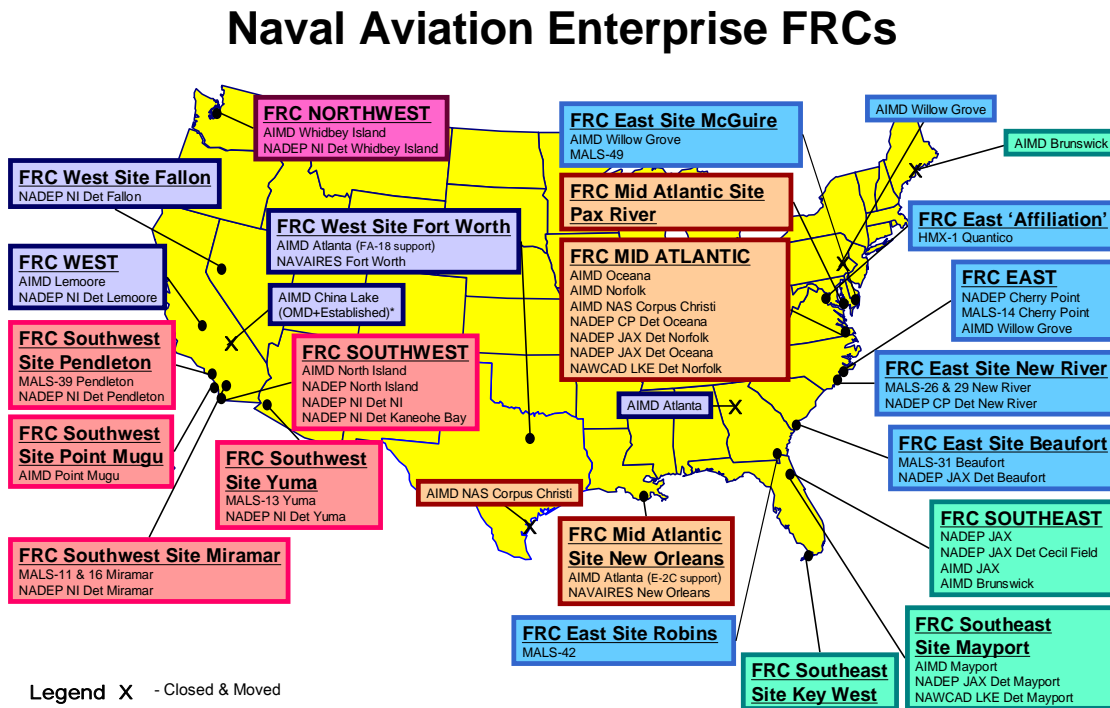 Naval Aviation Enterprise FRCs
FRC NORTHWEST
AIMD Whidbey Island
NADEP NI Det Whidbey Island
FRC East Site McGuire
AIMD Willow Grove
MALS-49
AIMD Willow Grove
AIMD Brunswick
FRC West Site Fallon
NADEP NI Det Fallon
FRC West Site Fort Worth
AIMD Atlanta (FA-18 support)
NAVAIRES Fort Worth
FRC Mid Atlantic Site
Pax River
FRC East ‘Affiliation’
HMX-1 Quantico
FRC WEST
AIMD Lemoore
NADEP NI Det Lemoore
AIMD China Lake
(OMD+Established)*
FRC MID ATLANTIC
AIMD Oceana
AIMD Norfolk
AIMD NAS Corpus Christi
NADEP CP Det Oceana
NADEP JAX Det Norfolk
NADEP JAX Det Oceana
NAWCAD LKE Det Norfolk
FRC EAST
NADEP Cherry Point
MALS-14 Cherry Point
AIMD Willow Grove
FRC Southwest
Site Pendleton
MALS-39 Pendleton
NADEP NI Det Pendleton
FRC SOUTHWEST
AIMD North Island
NADEP North Island
NADEP NI Det NI
NADEP NI Det Kaneohe Bay
FRC East Site New River
MALS-26 & 29 New River
NADEP CP Det New River
AIMD Atlanta
X
X
X
X
X
FRC Southwest
Site Point Mugu
AIMD Point Mugu
FRC Southwest
Site Yuma
MALS-13 Yuma
NADEP NI Det Yuma
FRC East Site Beaufort
MALS-31 Beaufort
NADEP JAX Det Beaufort
AIMD NAS Corpus Christi
FRC Mid Atlantic
Site New Orleans
AIMD Atlanta (E-2C support)
NAVAIRES New Orleans
FRC SOUTHEAST
NADEP JAX
NADEP JAX Det Cecil Field
AIMD JAX
AIMD Brunswick
FRC Southwest Site Miramar
MALS-11 & 16 Miramar
NADEP NI Det Miramar
FRC East Site Robins
MALS-42
FRC Southeast
Site Key West
FRC Southeast
Site Mayport
AIMD Mayport
NADEP JAX Det Mayport
NAWCAD LKE Det Mayport
Legend X - Closed & Moved